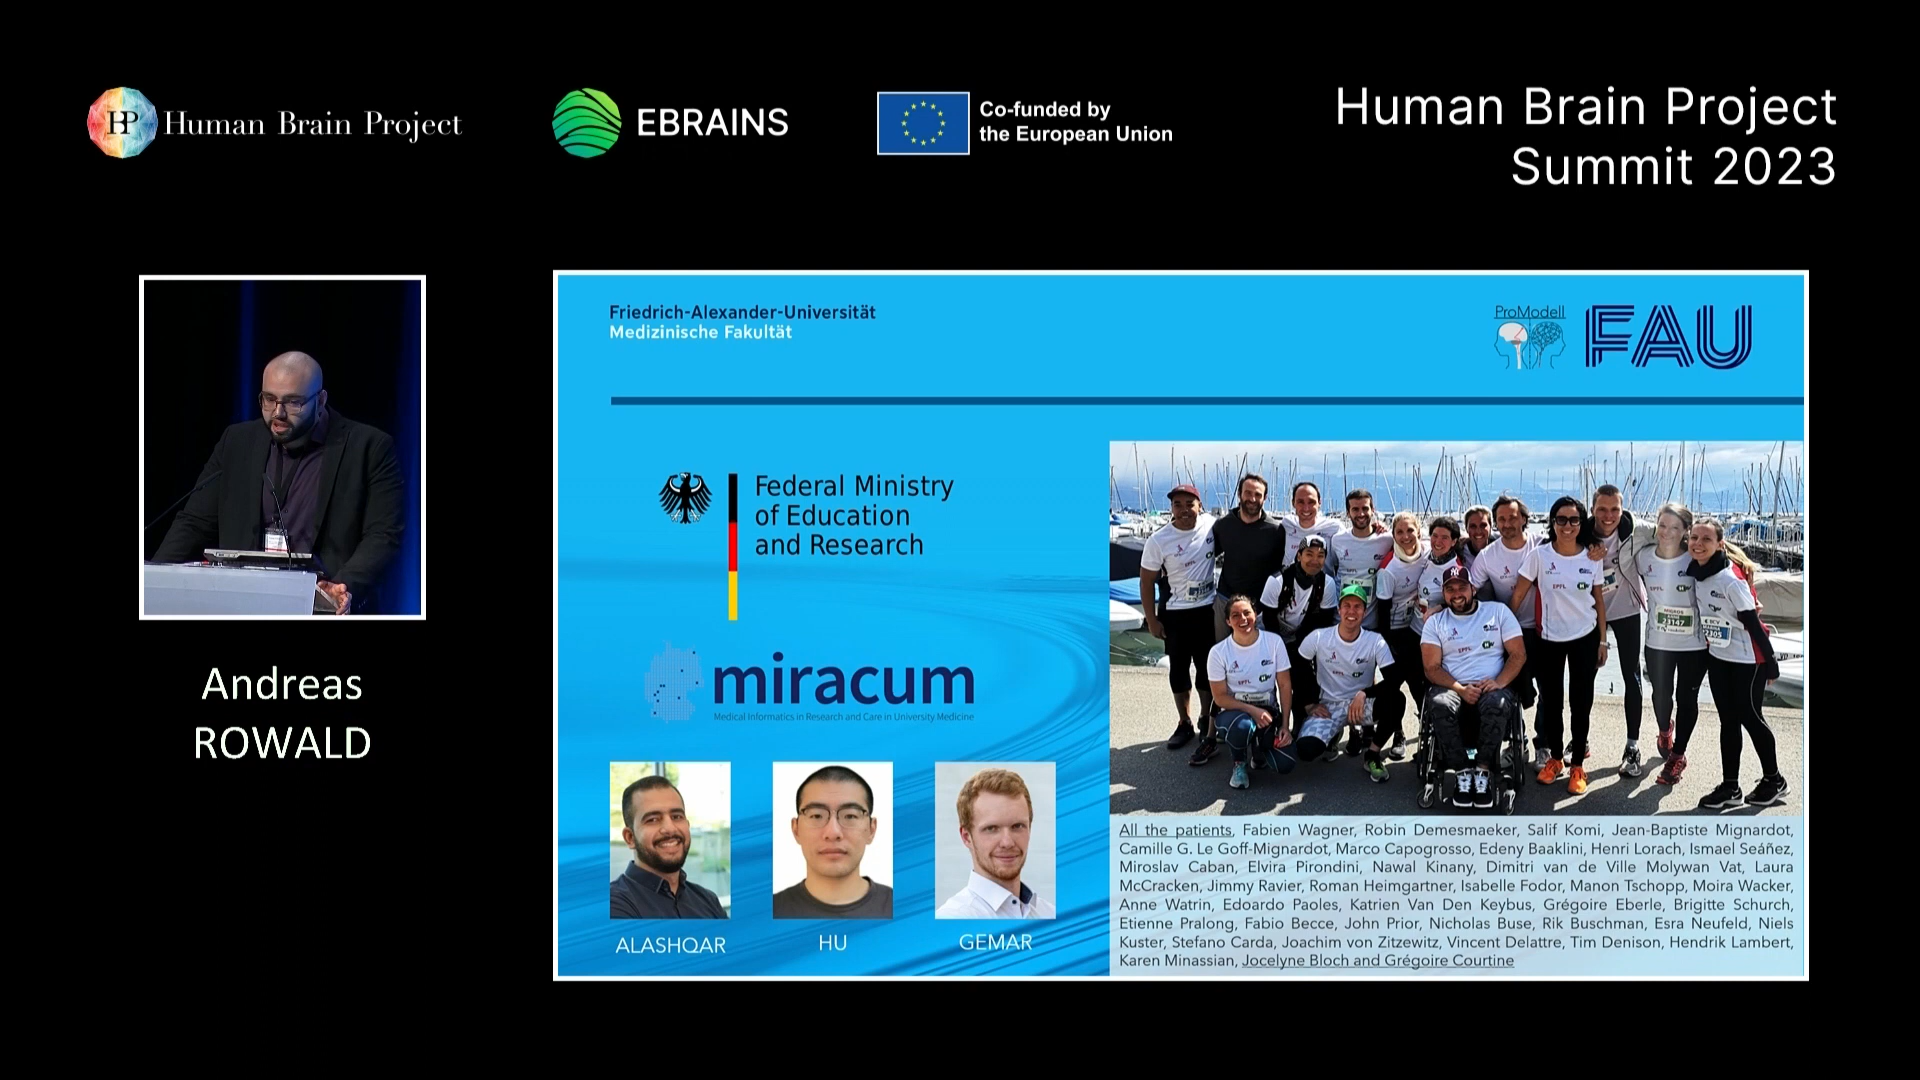 HP Human Brain Project
EBRAINS
Co-funded by
the European Union
Human Brain Project
Summit 2023
Andreas
ROWALD
Friedrich-Alexander-Universität
Medizinische Fakultät
ProModell
FAU
Federal Ministry
of Education
and Research
miracum
Medical Informatics in Research and Care in University Medicine
ALASHQAR
HU
GEMAR
EPFL
23147
2305
All the patients, Fabien Wagner, Robin Demesmaeker, Salif Komi, Jean-Baptiste Mignardot,
Camille G. Le Goff-Mignardot, Marco Capogrosso, Edeny Baaklini, Henri Lorach, Ismael Seáñez,
Miroslav Caban, Elvira Pirondini, Nawal Kinany, Dimitri van de Ville Molywan Vat, Laura
McCracken, Jimmy Ravier, Roman Heimgartner, Isabelle Fodor, Manon Tschopp, Moira Wacker,
Anne Watrin, Edoardo Paoles, Katrien Van Den Keybus, Grégoire Eberle, Brigitte Schurch,
Etienne Pralong, Fabio Becce, John Prior, Nicholas Buse, Rik Buschman, Esra Neufeld, Niels
Kuster, Stefano Carda, Joachim von Zitzewitz, Vincent Delattre, Tim Denison, Hendrik Lambert,
Karen Minassian, Jocelyne Bloch and Grégoire Courtine